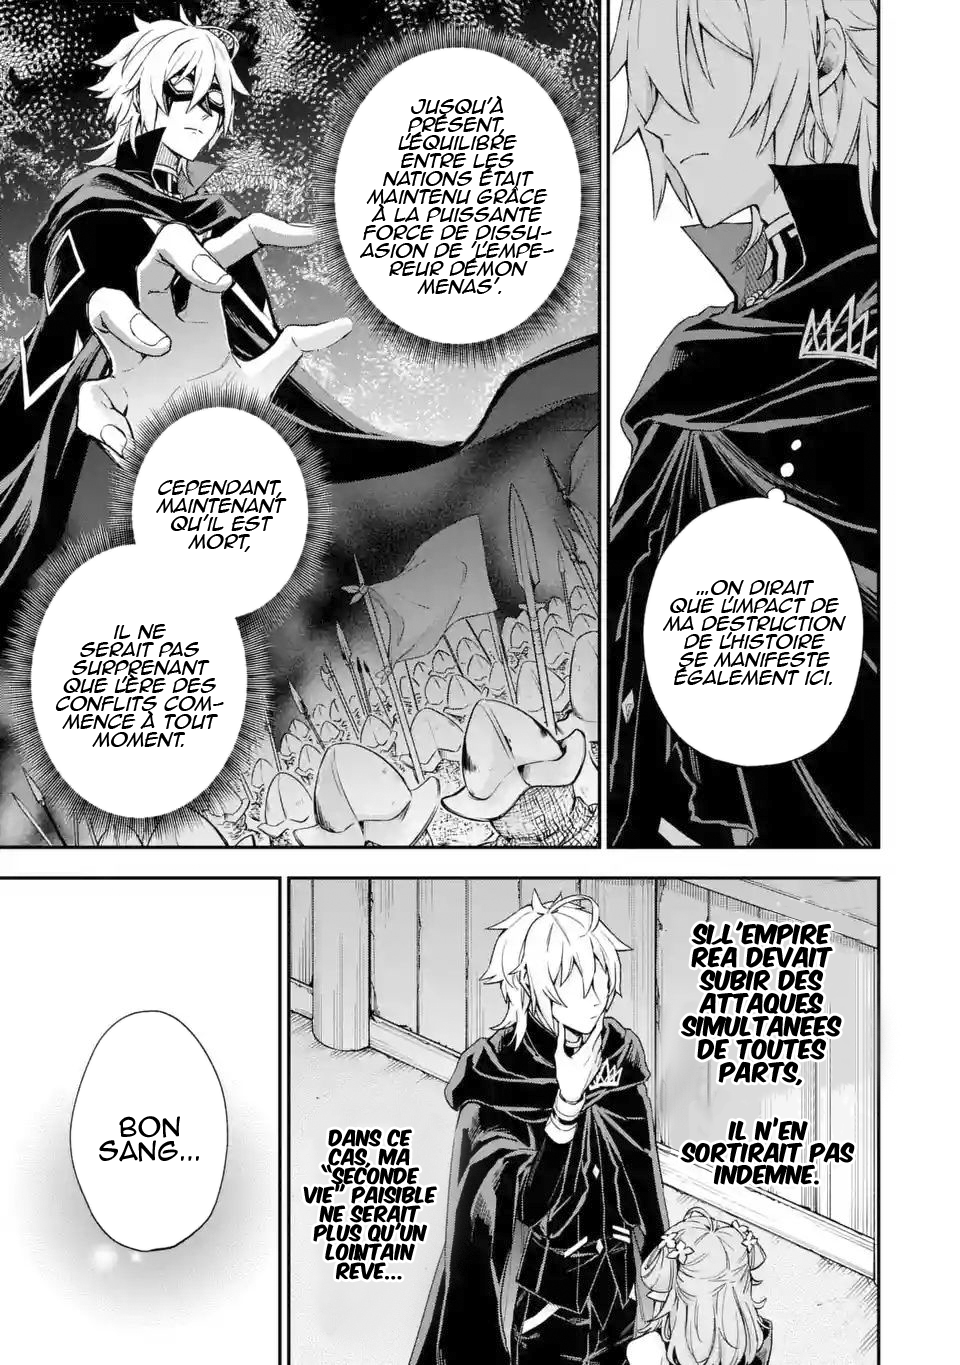 ...ON DIRAIT
QUE L'IMPACT DE
MA DESTRUCTION
DE L'HISTOIRE
SE MANIFESTE
ÉGALEMENT ICI.
JUSQU'À
PRÉSENT,
L'ÉQUILIBRE
ENTRE LES
NATIONS ÉTAIT
MAINTENU GRÂCE
À LA PUISSANTE
FORCE DE DISSU-
ASION DE 'L'EMPE-
REUR DÉMON
MENAS'.
CEPENDANT,
MAINTENANT
QU'IL EST
MORT,
IL NE
SERAIT PAS
SURPRENANT
QUE L'ÈRE DES
CONFLITS COM-
MENCE À TOUT
MOMENT.
SI L'EMPIRE
REA DEVAIT
SUBIR DES
ATTAQUES
SIMULTANÉES
DE TOUTES
PARTS,
IL N'EN
SORTIRAIT PAS
INDEMNE.
DANS CE
CAS, MA
"SECONDE
VIE" PAISIBLE
NE SERAIT
PLUS QU'UN
LOINTAIN
RÊVE...
BON
SANG...